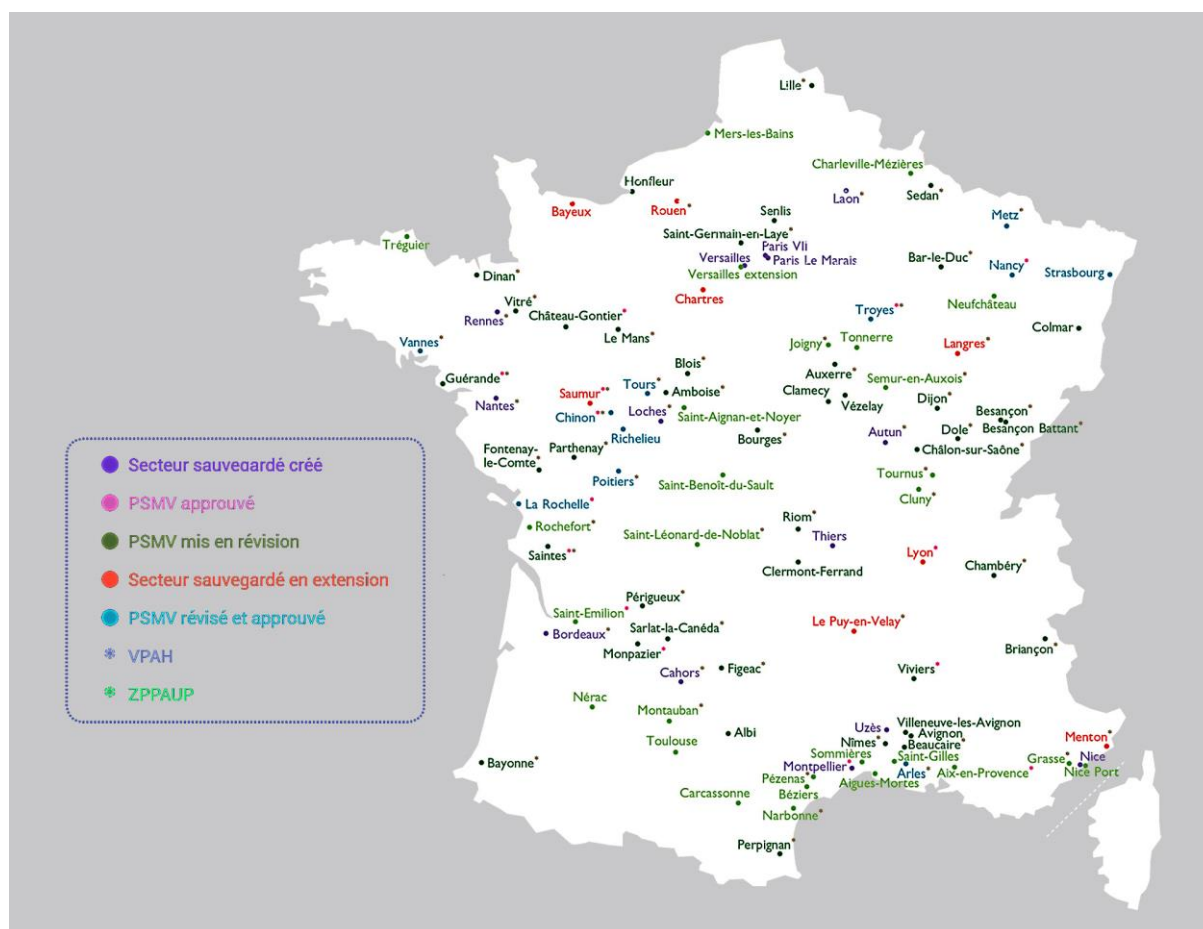 Lille*
Mers-les-Bains
Charleville-Mézières
Honfleur
Laon*
Sedan*
Bayeux
Rouen*
Senlis
Metz*
Saint-Germain-en-Laye*
Tréguier
Paris VII
Versailles
Paris Le Marais
Bar-le-Duc*
Versailles extension
Dinan*
Nancy*
Strasbourg
Chartres
Neufchâteau
Vitré*
Rennes*
Château-Gontier*
Troyes**
Colmar*
Le Mans*
Vannes*
Joigny*
Tonnerre
Langres*
Blois*
Auxerre*
Guérande**
Saumur**
Tours*
Amboise*
Clamecy
Semur-en-Auxois*
Nantes*
Chinon**
Loches*
Saint-Aignan-et-Noyer
Vézelay
Dijon*
Besançon*
Besançon Battant*
Richelieu
Bourges*
Autun*
Dole*
Fontenay-
le-Comte*
Parthenay*
Châlon-sur-Saône*
Poitiers*
Saint-Benoît-du-Sault
Tournus*
Cluny*
La Rochelle*
Rochefort*
Riom*
Saint-Léonard-de-Noblat*
Thiers
Saintes**
Lyon*
Clermont-Ferrand
Chambéry*
Périgueux*
Saint-Emilion*
Le Puy-en-Velay*
Bordeaux*
Sarlat-la-Canéda*
Monpazier*
Briançon*
Cahors*
Figeac*
Viviers*
Nérac
Montauban*
Uzès
Villeneuve-les-Avignon
Albi
Avignon
Menton*
Toulouse
Nîmes*
Beaucaire*
Sommières
Saint-Gilles
Grasse*
Nice
Bayonne*
Montpellier*
Arles*
Aix-en-Provence*
Nice Port
Pézenas*
Aigues-Mortes
Carcassonne
Béziers
Narbonne*
Perpignan*
Secteur sauvegardé créé
PSMV approuvé
PSMV mis en révision
Secteur sauvegardé en extension
PSMV révisé et approuvé
* VPAH
* ZPPAUP